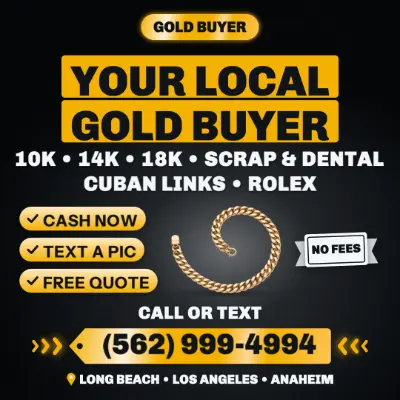 GOLD BUYER
YOUR LOCAL
GOLD BUYER
10K • 14K • 18K • SCRAP & DENTAL
CUBAN LINKS • ROLEX
CASH NOW
TEXT A PIC
FREE QUOTE
NO FEES
CALL OR TEXT
(562) 999-4994
LONG BEACH • LOS ANGELES • ANAHEIM